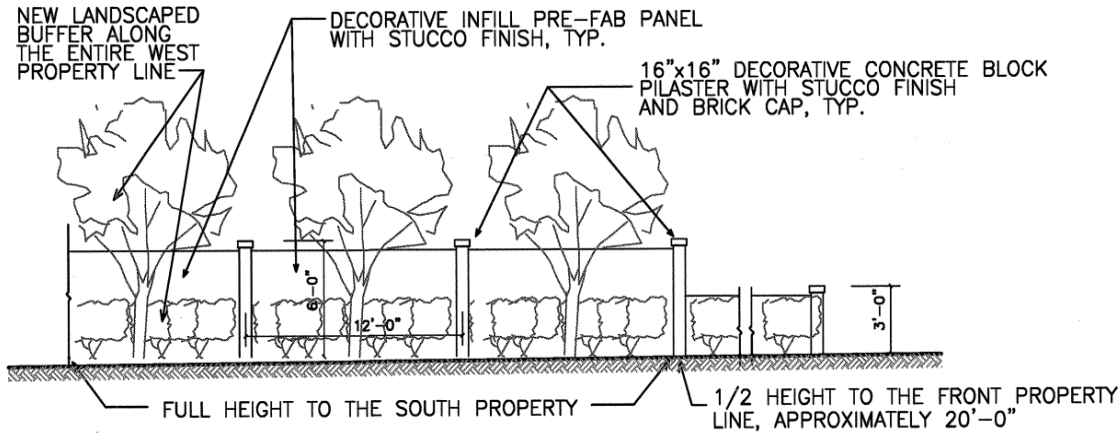 NEW LANDSCAPED
BUFFER ALONG
THE ENTIRE WEST
PROPERTY LINE
DECORATIVE INFILL PRE-FAB PANEL
WITH STUCCO FINISH, TYP.
16"x16" DECORATIVE CONCRETE BLOCK
PILASTER WITH STUCCO FINISH
AND BRICK CAP, TYP.
6'-0"
12'-0"
3'-0"
FULL HEIGHT TO THE SOUTH PROPERTY
1/2 HEIGHT TO THE FRONT PROPERTY
LINE, APPROXIMATELY 20'-0"